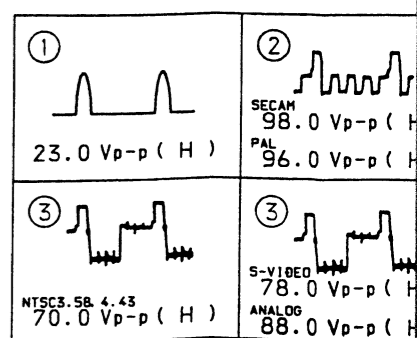 ①
23.0 Vp-p ( H )
②
SECAM
98.0 Vp-p ( H
PAL
96.0 Vp-p ( H
③
NTSC3.58. 4.43
70.0 Vp-p ( H )
③
S-VIDEO
78.0 Vp-p ( H
ANALOG
88.0 Vp-p ( H